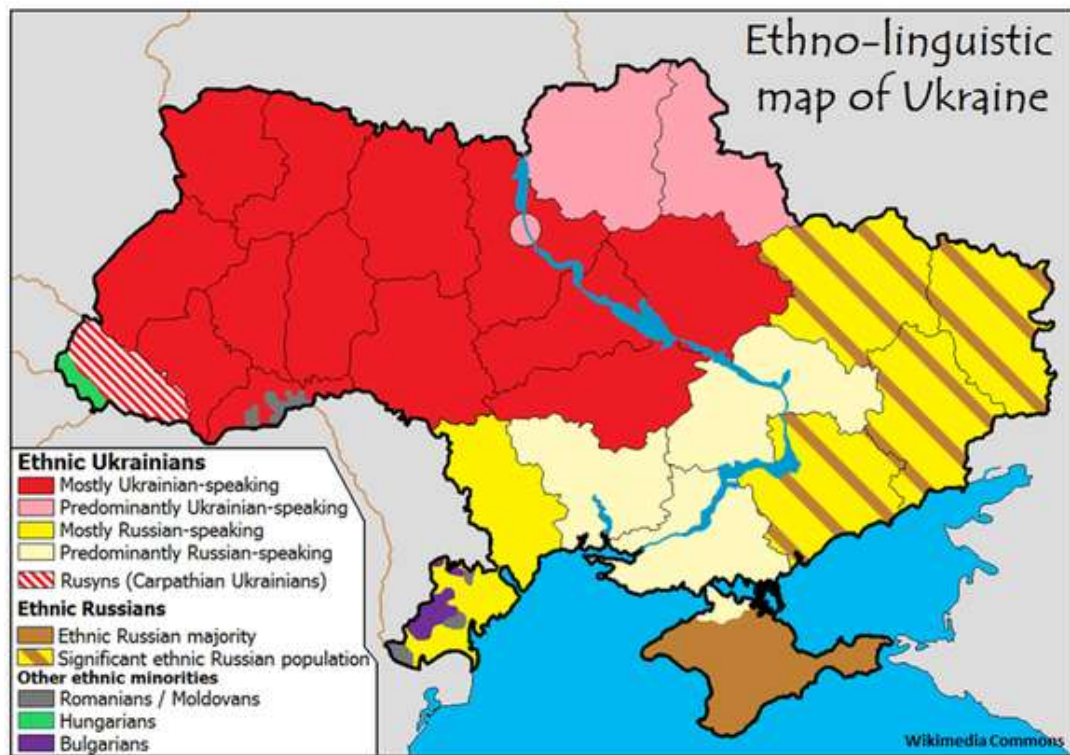 Ethno-linguistic
map of Ukraine
Ethnic Ukrainians
Mostly Ukrainian-speaking
Predominantly Ukrainian-speaking
Mostly Russian-speaking
Predominantly Russian-speaking
Rusyns (Carpathian Ukrainians)
Ethnic Russians
Ethnic Russian majority
Significant ethnic Russian population
Other ethnic minorities
Romanians / Moldovans
Hungarians
Bulgarians
Wikimedia Commons